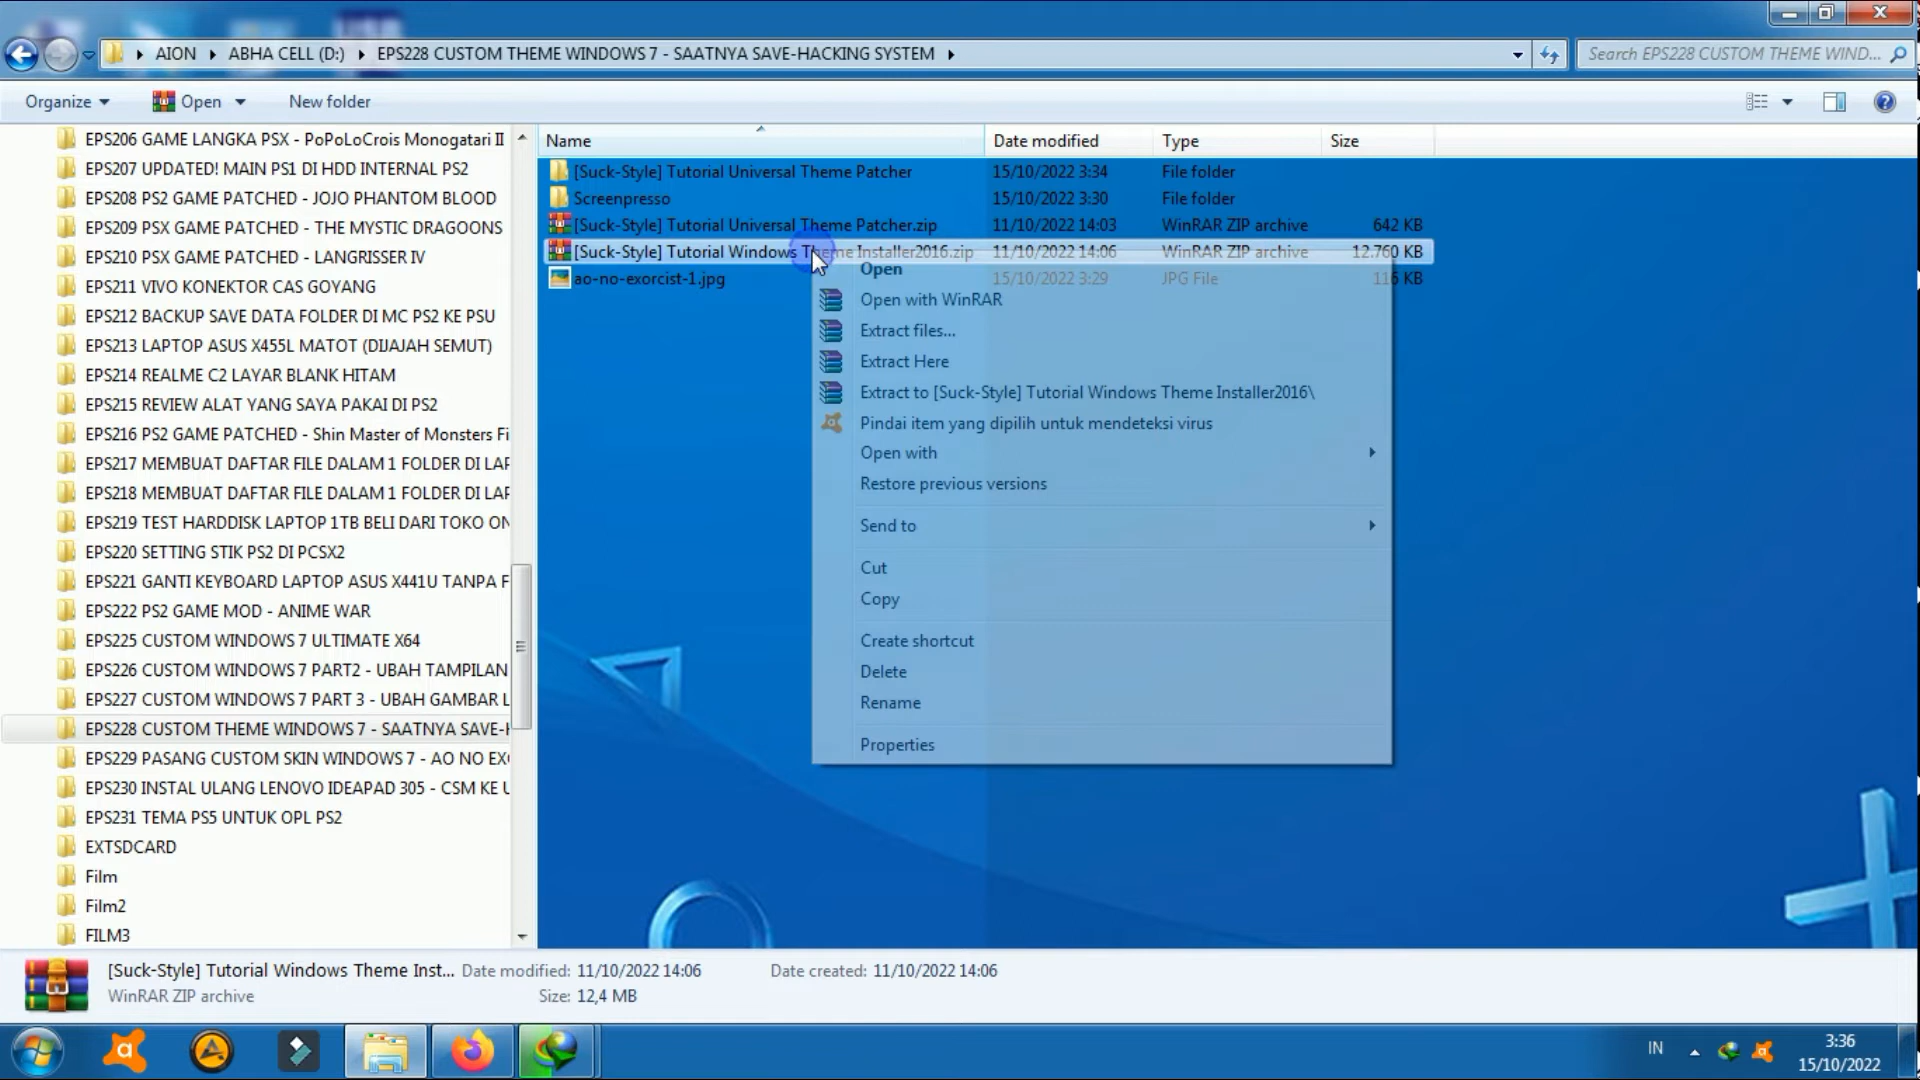 AION ABHA CELL (D:) EPS228 CUSTOM THEME WINDOWS 7 - SAATNYA SAVE-HACKING SYSTEM
Search EPS228 CUSTOM THEME WIND...
Organize Open New folder
EPS206 GAME LANGKA PSX - PoPoLoCrois Monogatari II
EPS207 UPDATED! MAIN PS1 DI HDD INTERNAL PS2
EPS208 PS2 GAME PATCHED - JOJO PHANTOM BLOOD
EPS209 PSX GAME PATCHED - THE MYSTIC DRAGOONS
EPS210 PSX GAME PATCHED - LANGRISSER IV
EPS211 VIVO KONEKTOR CAS GOYANG
EPS212 BACKUP SAVE DATA FOLDER DI MC PS2 KE PSU
EPS213 LAPTOP ASUS X455L MATOT (DIJAJAH SEMUT)
EPS214 REALME C2 LAYAR BLANK HITAM
EPS215 REVIEW ALAT YANG SAYA PAKAI DI PS2
EPS216 PS2 GAME PATCHED - Shin Master of Monsters Fi
EPS217 MEMBUAT DAFTAR FILE DALAM 1 FOLDER DI LAP
EPS218 MEMBUAT DAFTAR FILE DALAM 1 FOLDER DI LAP
EPS219 TEST HARDDISK LAPTOP 1TB BELI DARI TOKO ON
EPS220 SETTING STIK PS2 DI PCSX2
EPS221 GANTI KEYBOARD LAPTOP ASUS X441U TANPA F
EPS222 PS2 GAME MOD - ANIME WAR
EPS225 CUSTOM WINDOWS 7 ULTIMATE X64
EPS226 CUSTOM WINDOWS 7 PART2 - UBAH TAMPILAN
EPS227 CUSTOM WINDOWS 7 PART 3 - UBAH GAMBAR L
EPS228 CUSTOM THEME WINDOWS 7 - SAATNYA SAVE-H
EPS229 PASANG CUSTOM SKIN WINDOWS 7 - AO NO EX
EPS230 INSTAL ULANG LENOVO IDEAPAD 305 - CSM KE U
EPS231 TEMA PS5 UNTUK OPL PS2
EXTSDCARD
Film
Film2
FILM3
Name Date modified Type Size
[Suck-Style] Tutorial Universal Theme Patcher 15/10/2022 3:34 File folder
Screenpresso 15/10/2022 3:30 File folder
[Suck-Style] Tutorial Universal Theme Patcher.zip 11/10/2022 14:03 WinRAR ZIP archive 642 KB
[Suck-Style] Tutorial Windows Theme Installer2016.zip 11/10/2022 14:06 WinRAR ZIP archive 12.760 KB
ao-no-exorcist-1.jpg 15/10/2022 3:29 JPG File 116 KB
Open
Open with WinRAR
Extract files...
Extract Here
Extract to [Suck-Style] Tutorial Windows Theme Installer2016\
Pindai item yang dipilih untuk mendeteksi virus
Open with
Restore previous versions
Send to
Cut
Copy
Create shortcut
Delete
Rename
Properties
[Suck-Style] Tutorial Windows Theme Inst... Date modified: 11/10/2022 14:06 Date created: 11/10/2022 14:06
WinRAR ZIP archive Size: 12,4 MB
IN
3:36
15/10/2022